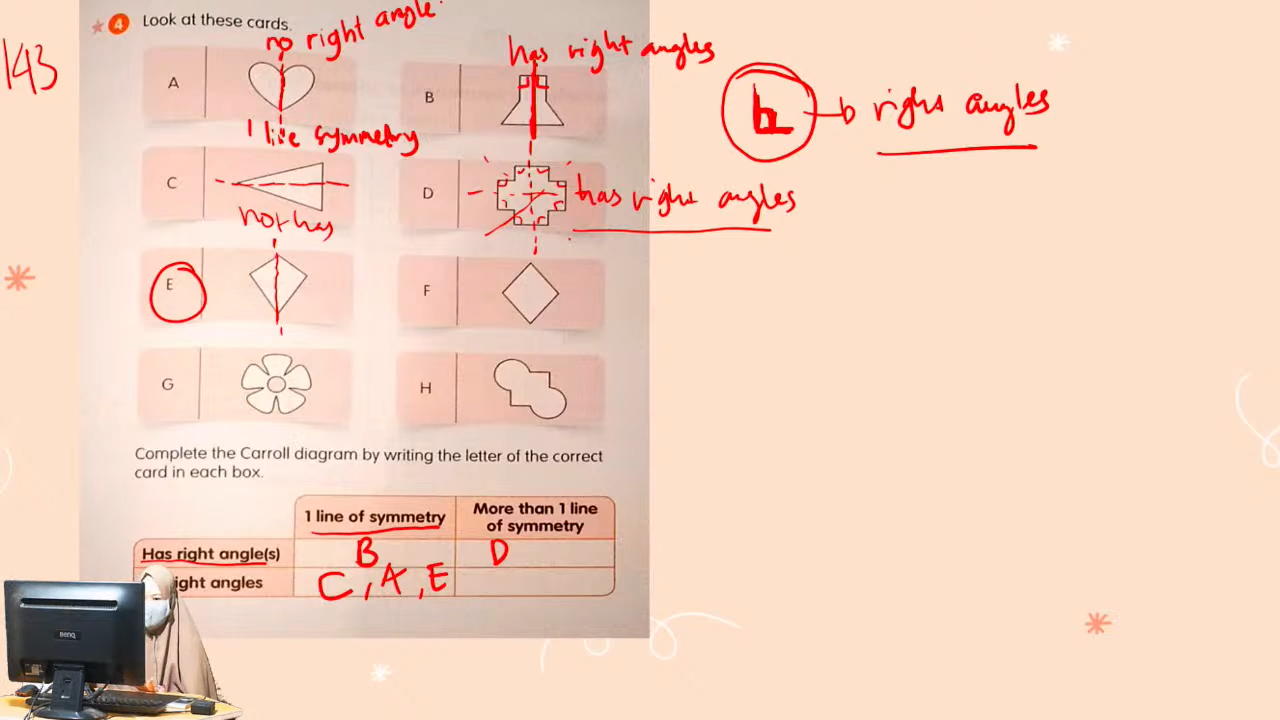 143
4 Look at these cards.
no right angle.
has right angles
A
B
1 line symmetry
right angles
C
D
has right angles
not has
E
F
G
H
Complete the Carroll diagram by writing the letter of the correct
card in each box.
1 line of symmetry
More than 1 line
of symmetry
Has right angle(s)
B
D
ight angles
C, A, E
BenQ